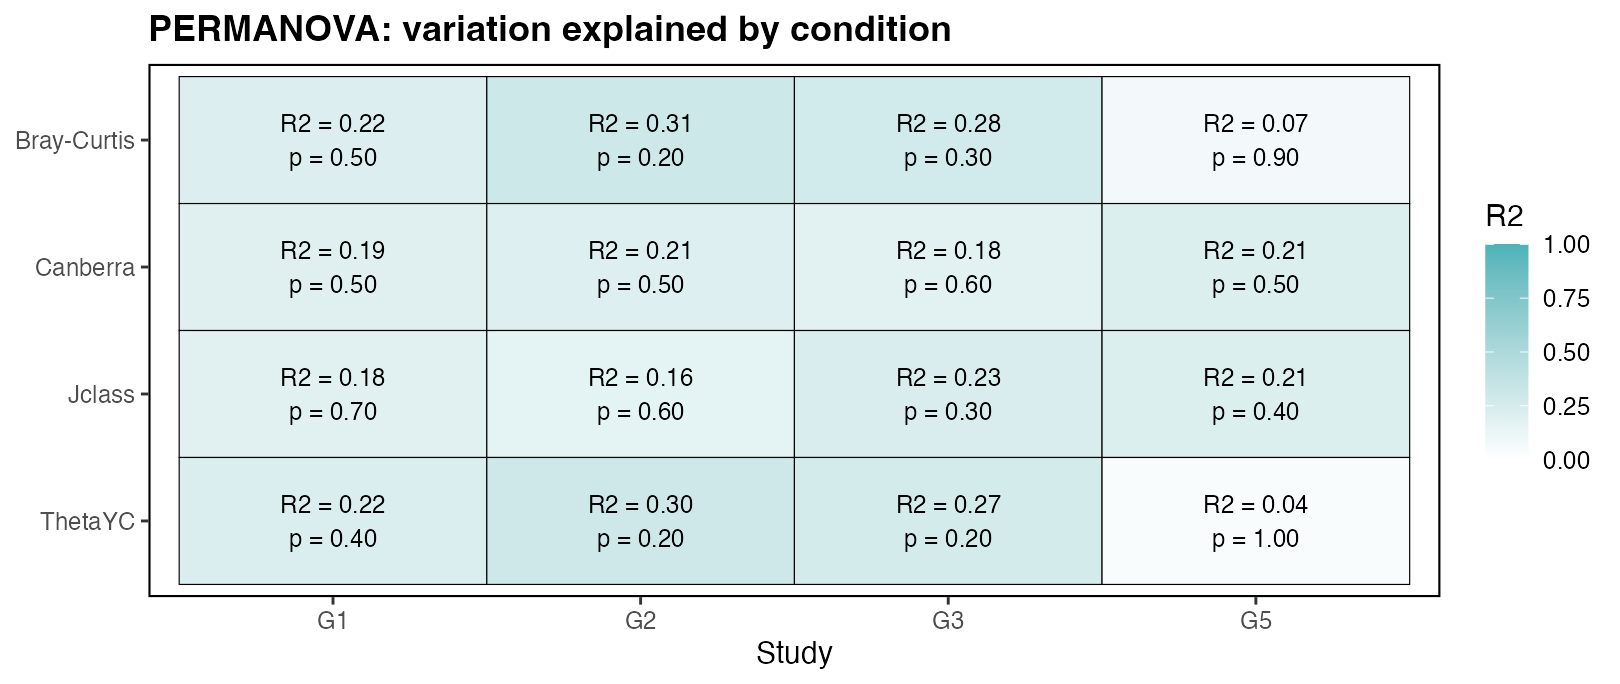 PERMANOVA: variation explained by condition
Bray-Curtis
R2 = 0.22
p = 0.50
R2 = 0.31
p = 0.20
R2 = 0.28
p = 0.30
R2 = 0.07
p = 0.90
Canberra
R2 = 0.19
p = 0.50
R2 = 0.21
p = 0.50
R2 = 0.18
p = 0.60
R2 = 0.21
p = 0.50
Jclass
R2 = 0.18
p = 0.70
R2 = 0.16
p = 0.60
R2 = 0.23
p = 0.30
R2 = 0.21
p = 0.40
ThetaYC
R2 = 0.22
p = 0.40
R2 = 0.30
p = 0.20
R2 = 0.27
p = 0.20
R2 = 0.04
p = 1.00
G1
G2
G3
G5
Study
R2
1.00
0.75
0.50
0.25
0.00